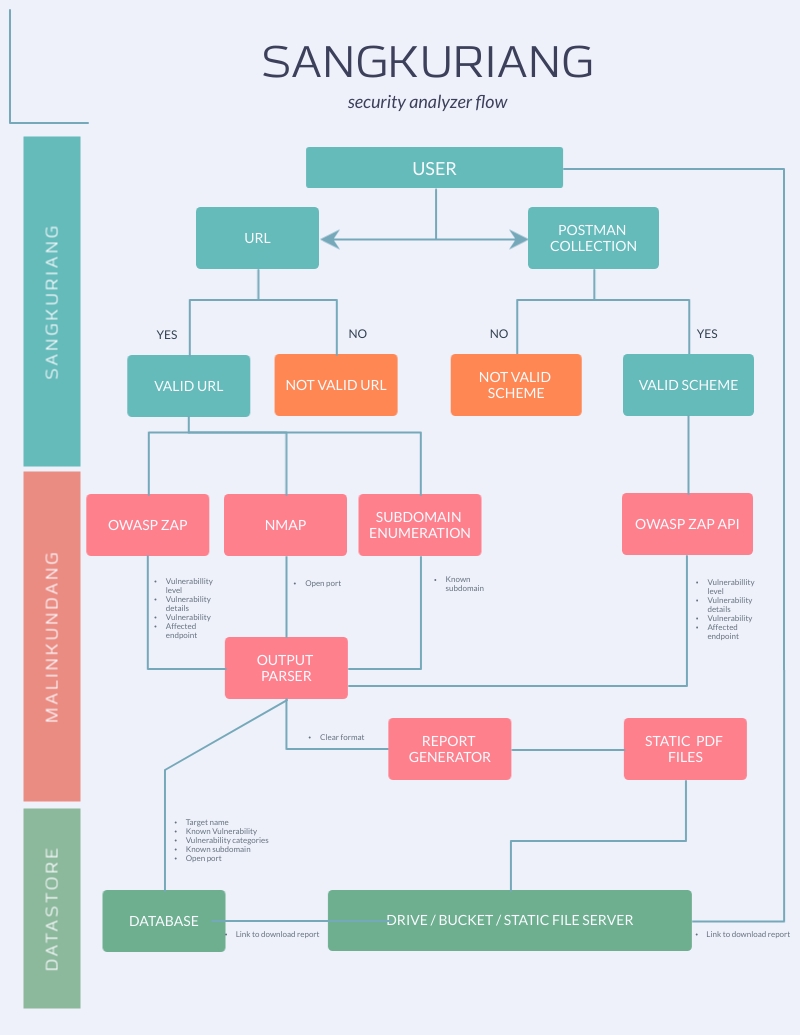 SANGKURIANG
security analyzer flow
SANGKURIANG
USER
URL
POSTMAN
COLLECTION
YES
NO
NO
YES
VALID URL
NOT VALID URL
NOT VALID
SCHEME
VALID SCHEME
MALINKUNDANG
OWASP ZAP
NMAP
SUBDOMAIN
ENUMERATION
OWASP ZAP API
• Vulnerabillity
level
• Vulnerability
details
• Vulnerability
• Affected
endpoint
• Open port
• Known
subdomain
• Vulnerabillity
level
• Vulnerability
details
• Vulnerability
• Affected
endpoint
OUTPUT
PARSER
• Clear format
REPORT
GENERATOR
STATIC PDF
FILES
DATASTORE
• Target name
• Known Vulnerability
• Vulnerability categories
• Known subdomain
• Open port
DATABASE
• Link to download report
DRIVE / BUCKET / STATIC FILE SERVER
• Link to download report